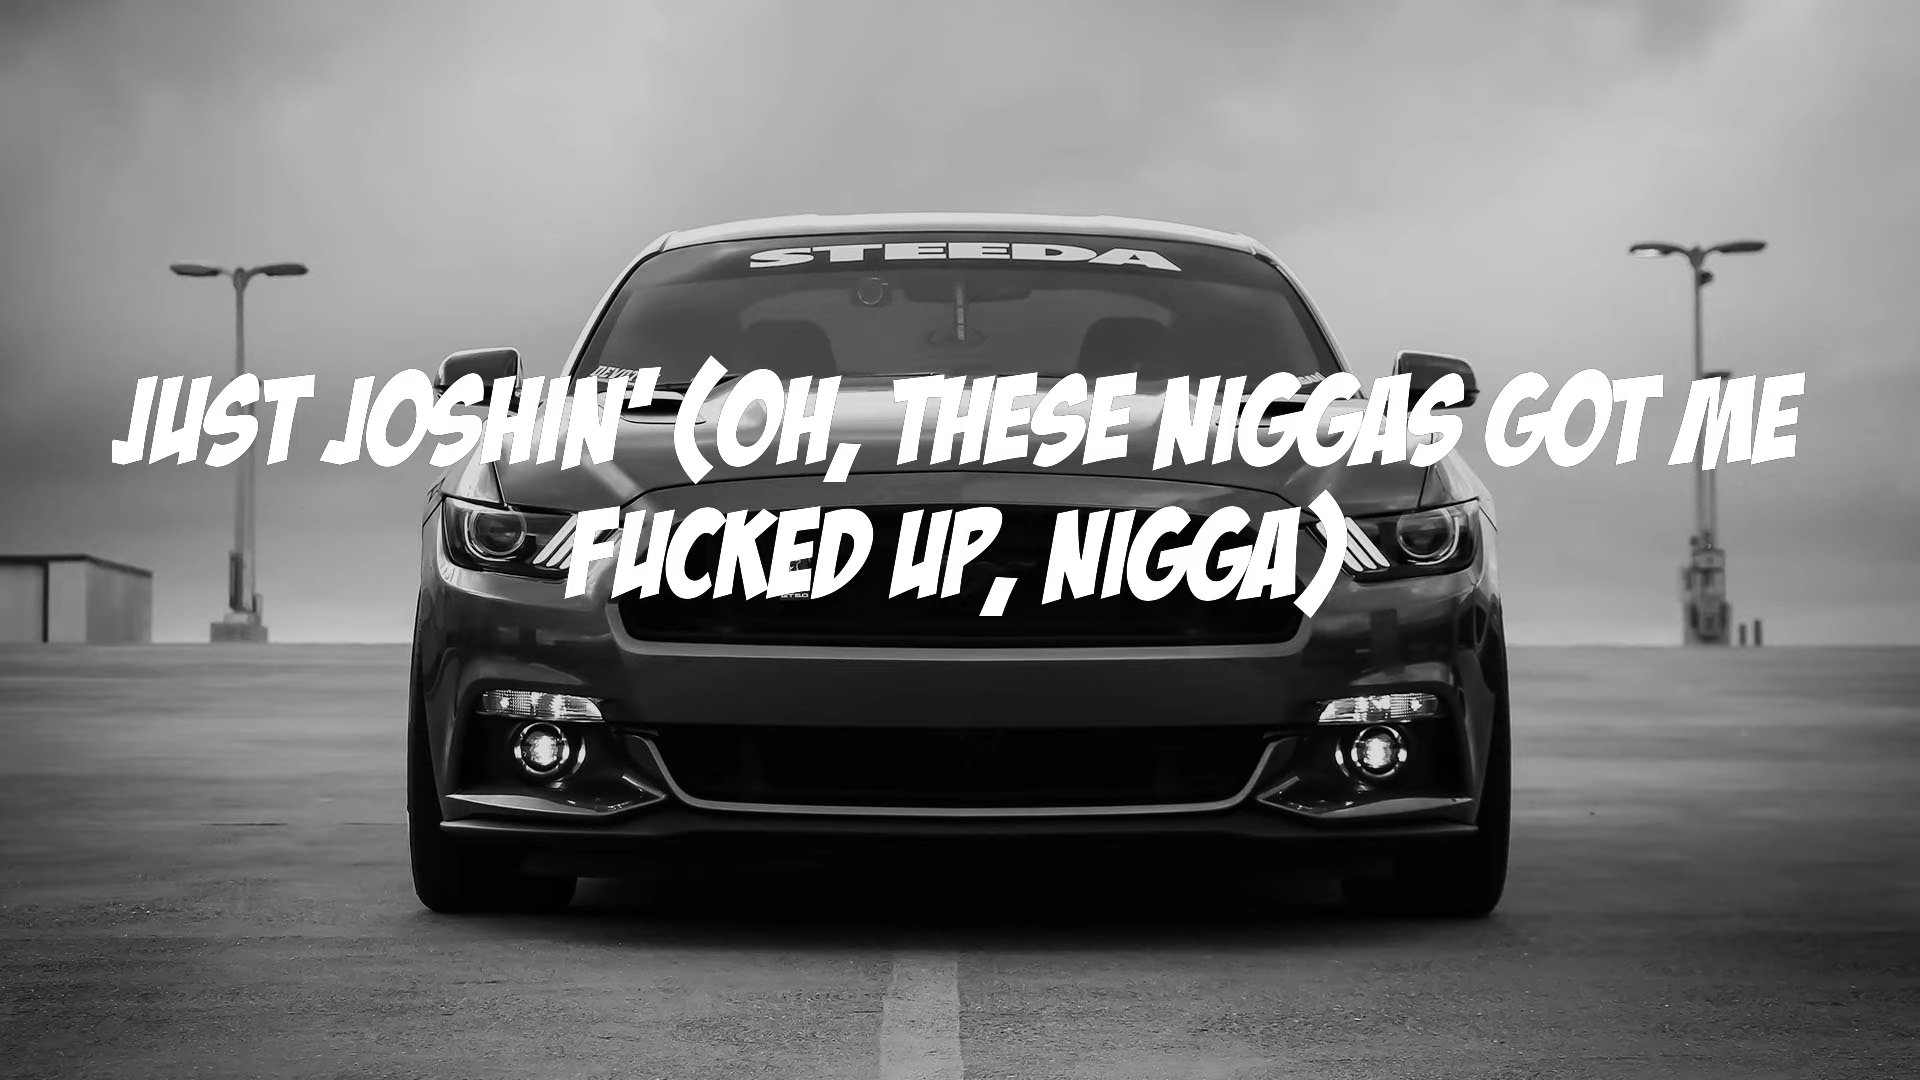 STEEDA
JUST JOSHIN' (OH, THESE NIGGAS GOT ME
FUCKED UP, NIGGA)